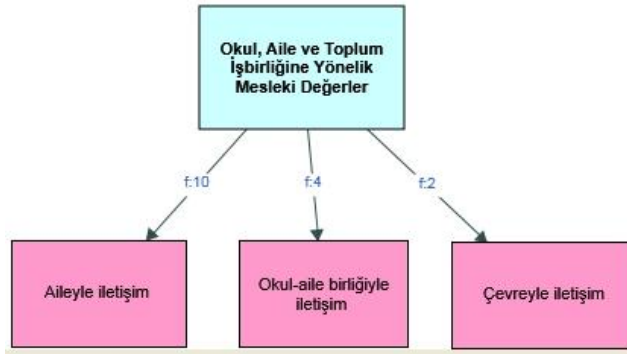 Okul, Aile ve Toplum
İşbirliğine Yönelik
Mesleki Değerler
f:10
f:4
f:2
Aileyle iletişim
Okul-aile birliğiyle
iletişim
Çevreyle iletişim